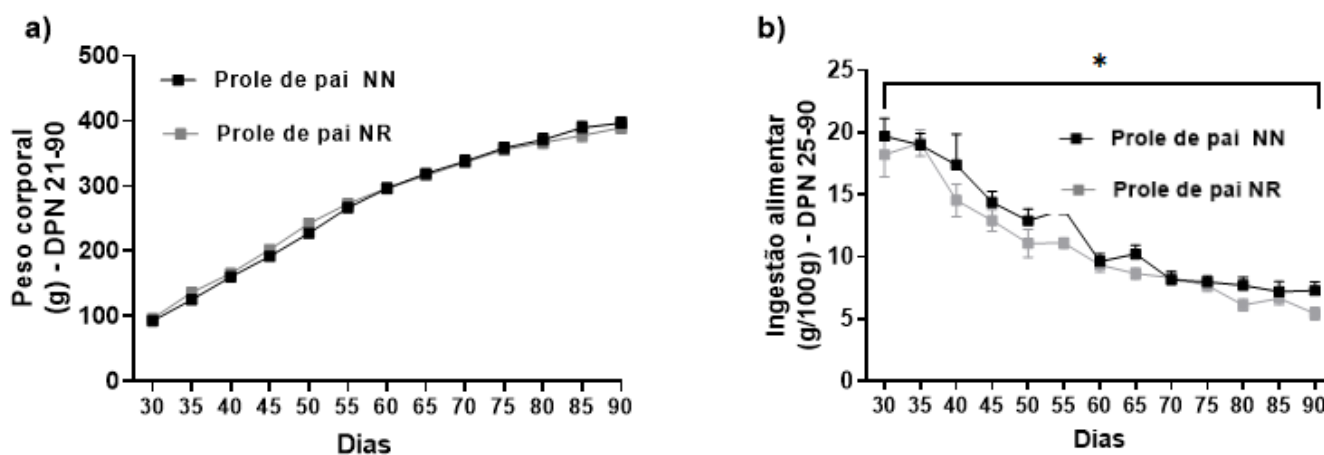 a)
500
400
300
200
100
0
Peso corporal
(g) - DPN 21-90
Prole de pai NN
Prole de pai NR
30 35 40 45 50 55 60 65 70 75 80 85 90
Dias
b)
*
25
20
15
10
5
0
Ingestão alimentar
(g/100g) - DPN 25-90
Prole de pai NN
Prole de pai NR
30 35 40 45 50 55 60 65 70 75 80 85 90
Dias